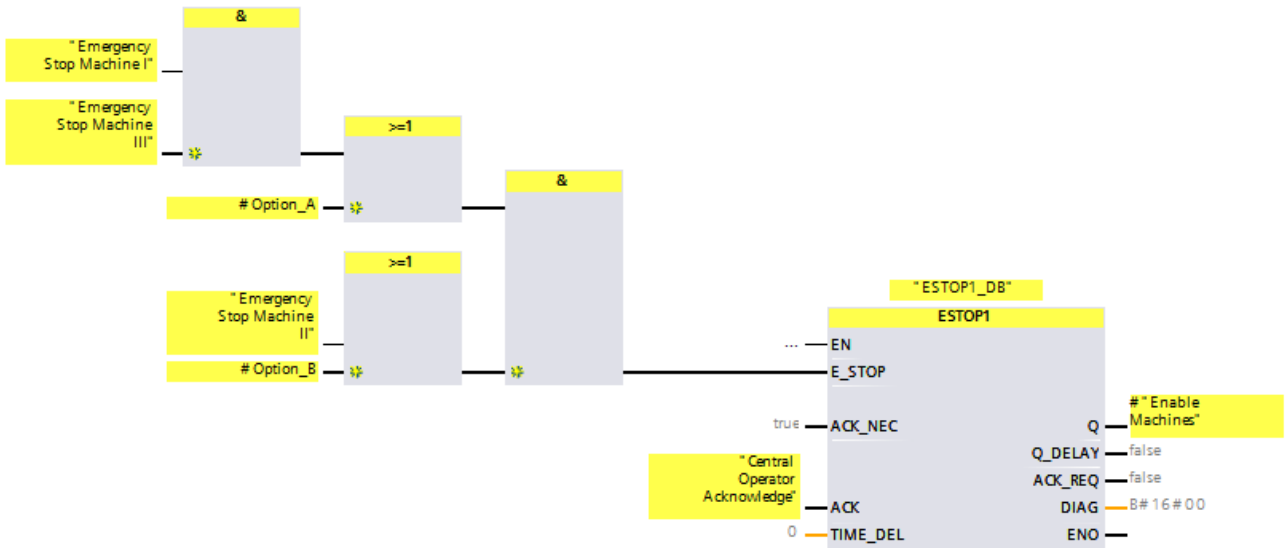 &
" Emergency
Stop Machine I"
" Emergency
Stop Machine
III"
>=1
# Option_A
&
>=1
" Emergency
Stop Machine
II"
# Option_B
" ESTOP1_DB"
ESTOP1
... EN
E_STOP
true ACK_NEC
Q # " Enable
Machines"
Q_DELAY false
" Central
Operator
Acknowledge"
ACK_REQ false
ACK
DIAG B#16#00
0 TIME_DEL
ENO